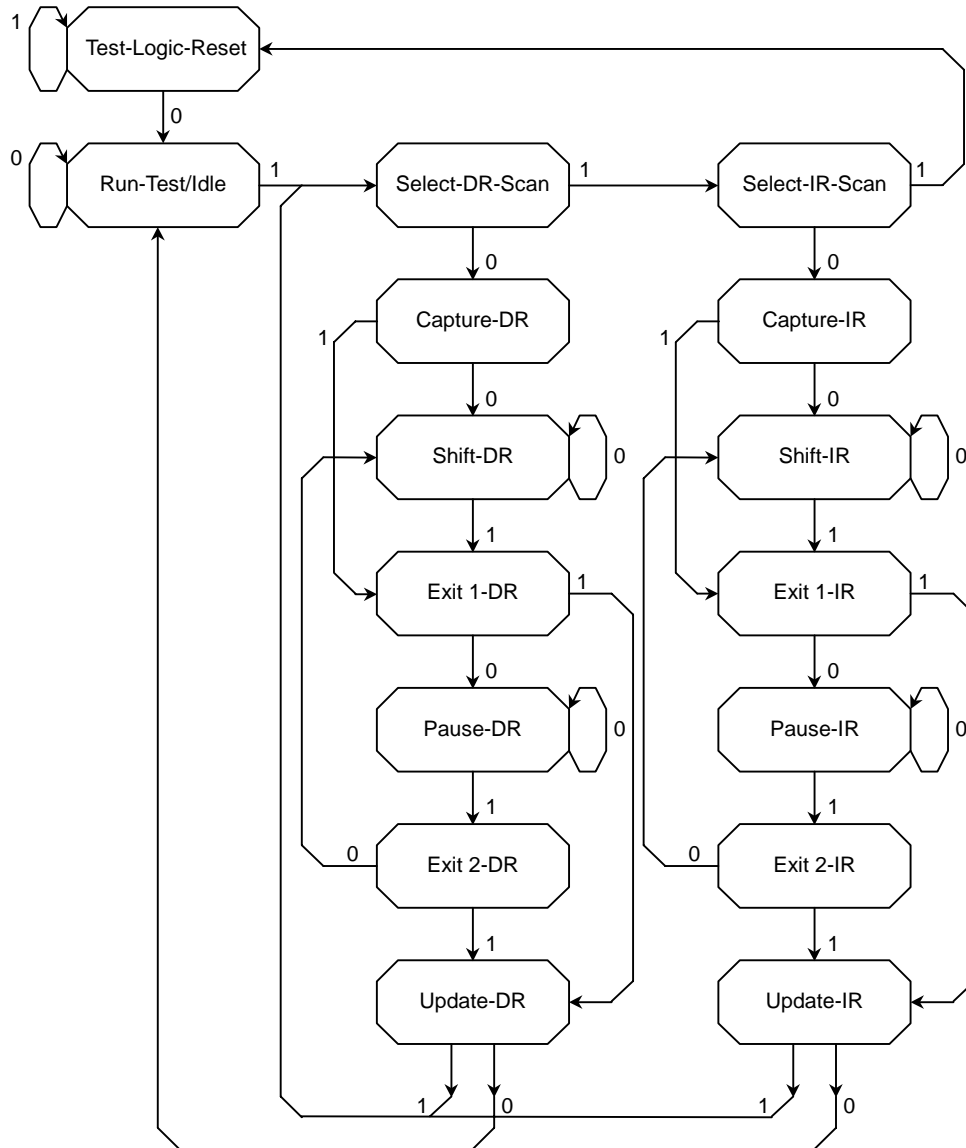 1
Test-Logic-Reset
0
0
Run-Test/Idle
1
Select-DR-Scan
1
Select-IR-Scan
1
0
0
Capture-DR
Capture-IR
1
1
0
0
Shift-DR
0
Shift-IR
0
1
1
Exit 1-DR
1
Exit 1-IR
1
0
0
Pause-DR
0
Pause-IR
0
1
1
0
Exit 2-DR
0
Exit 2-IR
1
1
Update-DR
Update-IR
1
0
1
0